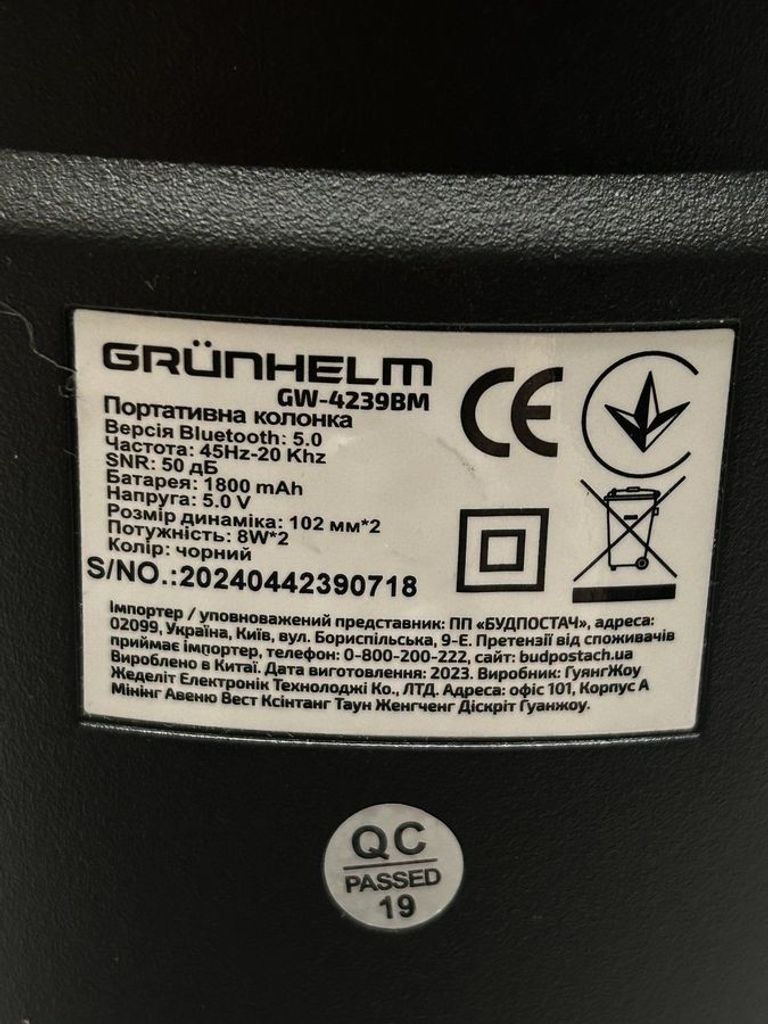 GRÜNHELM
GW-4239BM
Портативна колонка
Версія Bluetooth: 5.0
Частота: 45Hz-20 Khz
SNR: 50 дБ
Батарея: 1800 mAh
Напруга: 5.0 V
Розмір динаміка: 102 мм*2
Потужність: 8W*2
Колір: чорний
S/NO.:20240442390718
CE
Імпортер / уповноважений представник: ПП «БУДПОСТАЧ», адреса:
02099, Україна, Київ, вул. Бориспільська, 9-Е. Претензії від споживачів
приймає імпортер, телефон: 0-800-200-222, сайт: budpostach.ua
Вироблено в Китаї. Дата виготовлення: 2023. Виробник: ГуянгЖоу
Жеделіт Електронік Технолоджі Ко., ЛТД. Адреса: офіс 101, Корпус А
Мінінг Авеню Вест Ксінтанг Таун Женгченг Діскріт Гуанжоу.
QC
PASSED
19